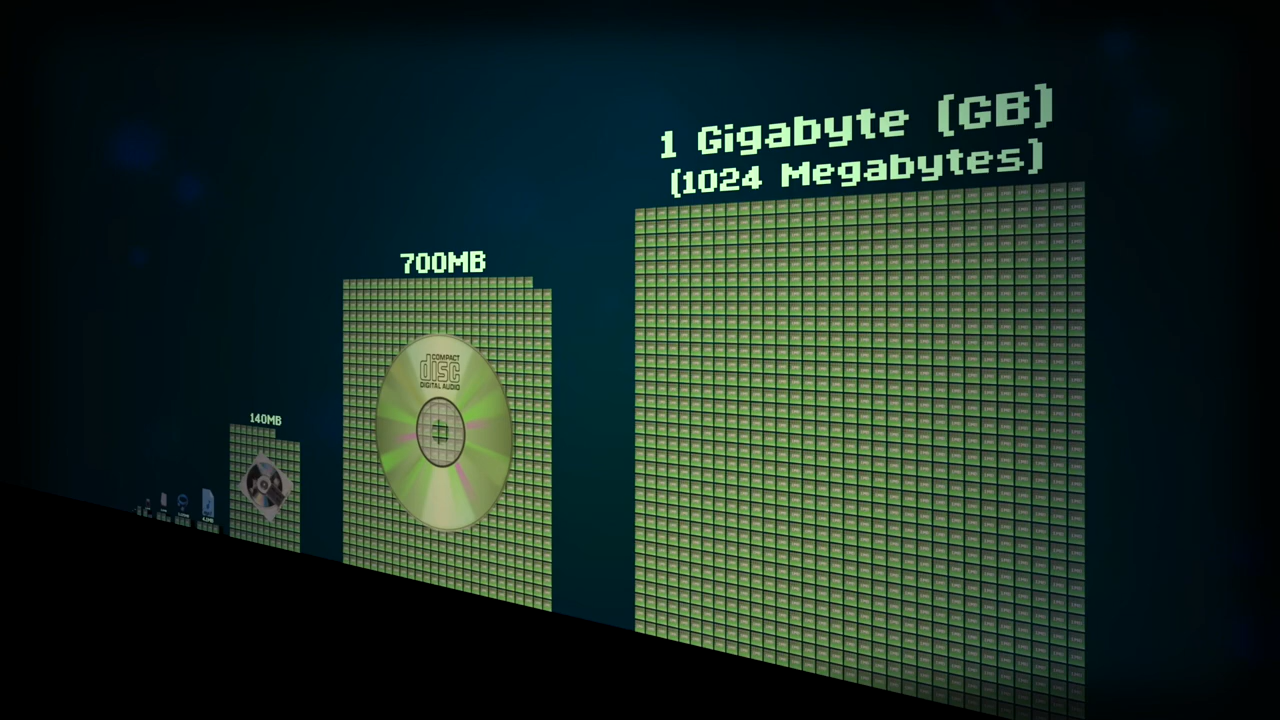 1 Gigabyte (GB)
(1024 Megabytes)
700MB
COMPACT
disc
DIGITAL AUDIO
140MB